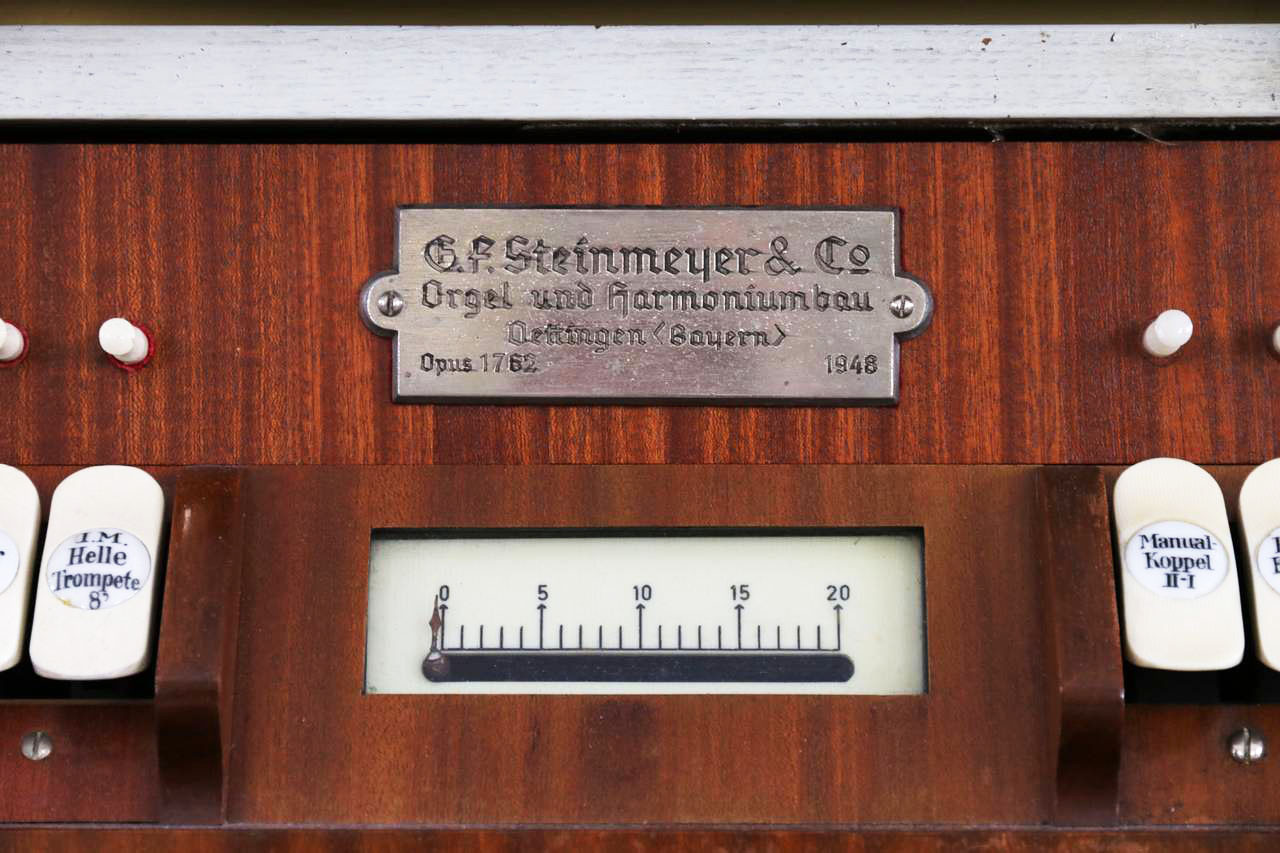 G.F. Steinmeyer & Co
Orgel und Harmoniumbau
Oettingen <Bayern>
Opus 1762 1948
I.M.
Helle
Trompete
8'
0 5 10 15 20
Manual-
Koppel
II-I